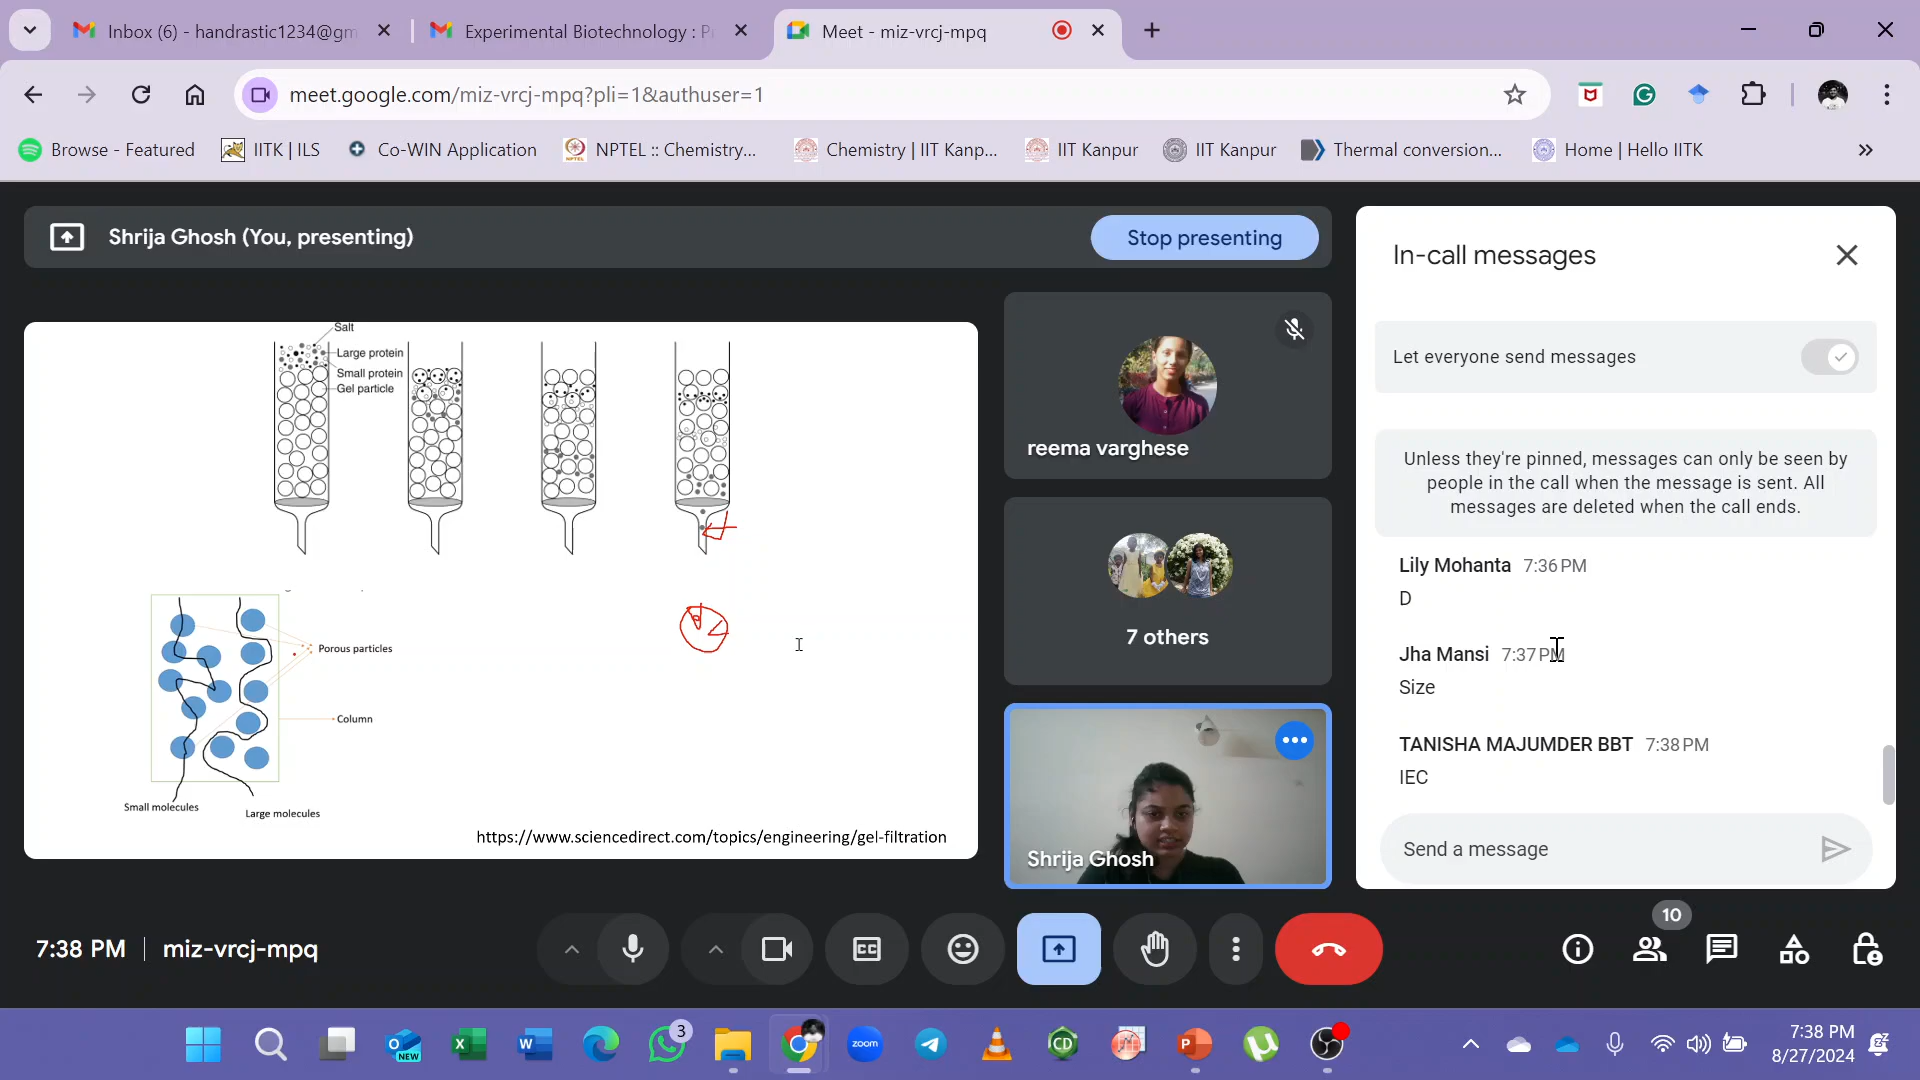 Inbox (6) - handrastic1234@gm
Experimental Biotechnology : P
Meet - miz-vrcj-mpq
meet.google.com/miz-vrcj-mpq?pli=1&authuser=1
Browse - Featured
IITK | ILS
Co-WIN Application
NPTEL :: Chemistry...
Chemistry | IIT Kanp...
IIT Kanpur
IIT Kanpur
Thermal conversion...
Home | Hello IITK
Shrija Ghosh (You, presenting)
Stop presenting
Salt
Large protein
Small protein
Gel particle
Porous particles
Column
Small molecules
Large molecules
https://www.sciencedirect.com/topics/engineering/gel-filtration
reema varghese
7 others
Shrija Ghosh
In-call messages
Let everyone send messages
Unless they're pinned, messages can only be seen by
people in the call when the message is sent. All
messages are deleted when the call ends.
Lily Mohanta 7:36 PM
D
Jha Mansi 7:37 PM
Size
TANISHA MAJUMDER BBT 7:38 PM
IEC
Send a message
7:38 PM | miz-vrcj-mpq
10
NEW
3
zoom
CD
7:38 PM
8/27/2024